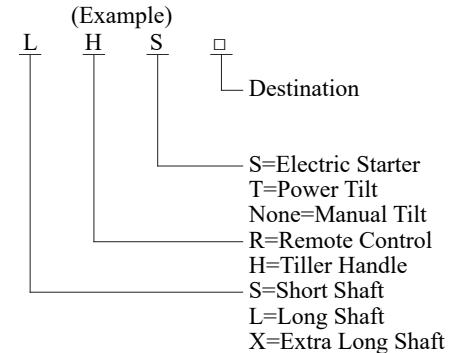 (Example)
L H S □
Destination
S=Electric Starter
T=Power Tilt
None=Manual Tilt
R=Remote Control
H=Tiller Handle
S=Short Shaft
L=Long Shaft
X=Extra Long Shaft